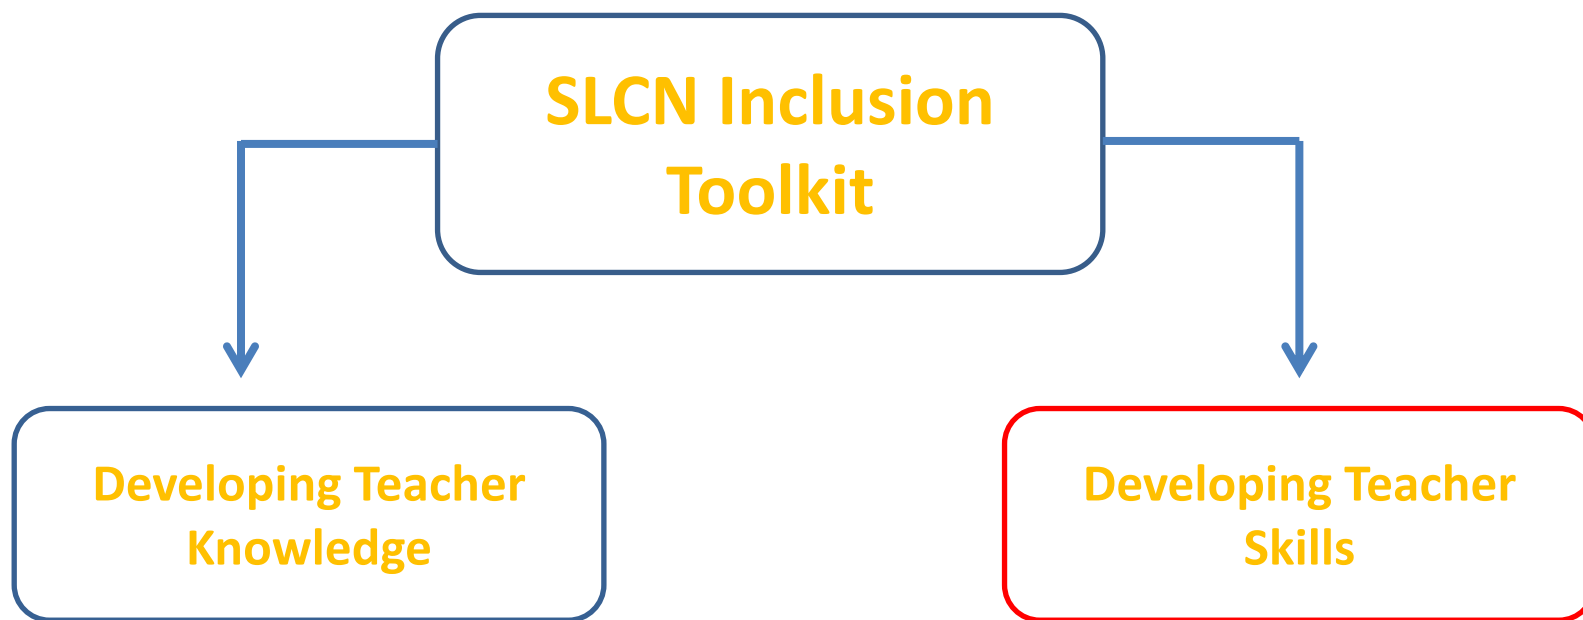 SLCN Inclusion
Toolkit
Developing Teacher
Knowledge
Developing Teacher
Skills